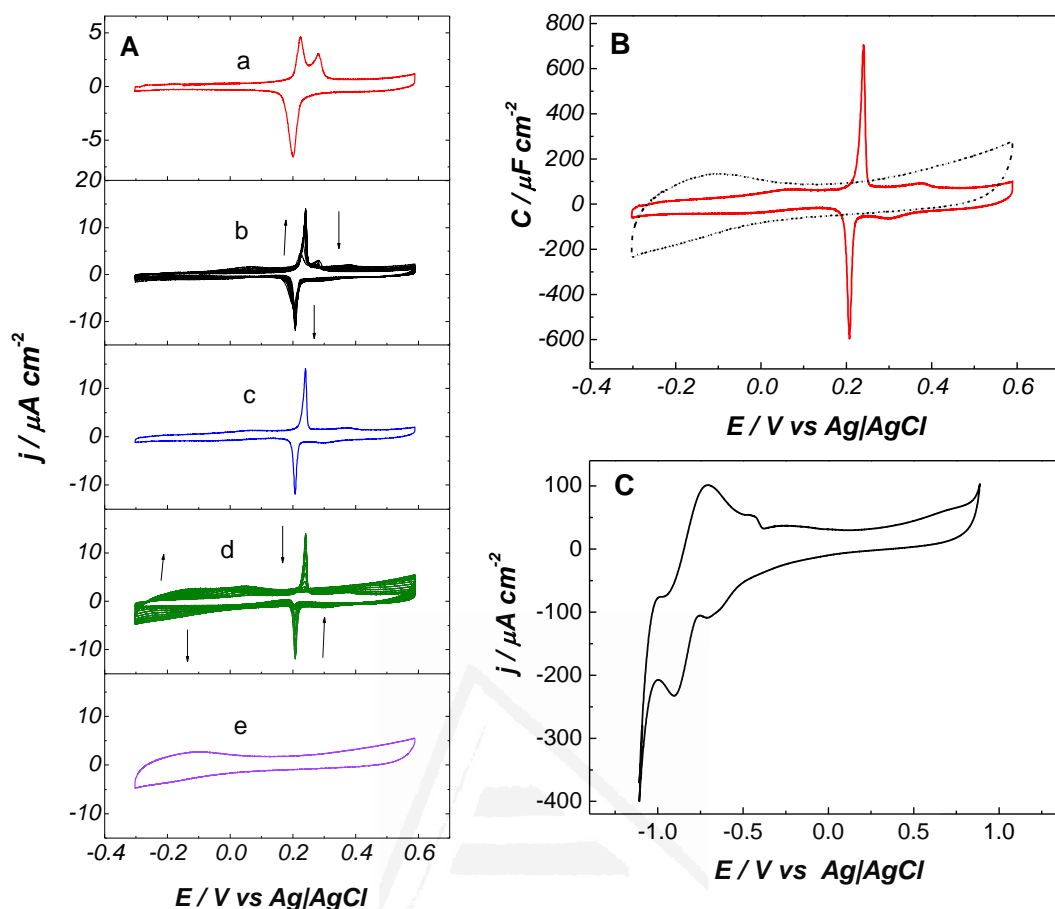 A
a
5
0
-5
20
b
10
0
-10
c
10
0
-10
d
10
0
-10
e
10
0
-10
-0.4 -0.2 0.0 0.2 0.4 0.6
j / μA cm-2
E / V vs Ag|AgCl
B
800
600
400
200
0
-200
-400
-600
C / μF cm-2
-0.4 -0.2 0.0 0.2 0.4 0.6
E / V vs Ag|AgCl
C
100
0
-100
-200
-300
-400
j / μA cm-2
-1.0 -0.5 0.0 0.5 1.0
E / V vs Ag|AgCl